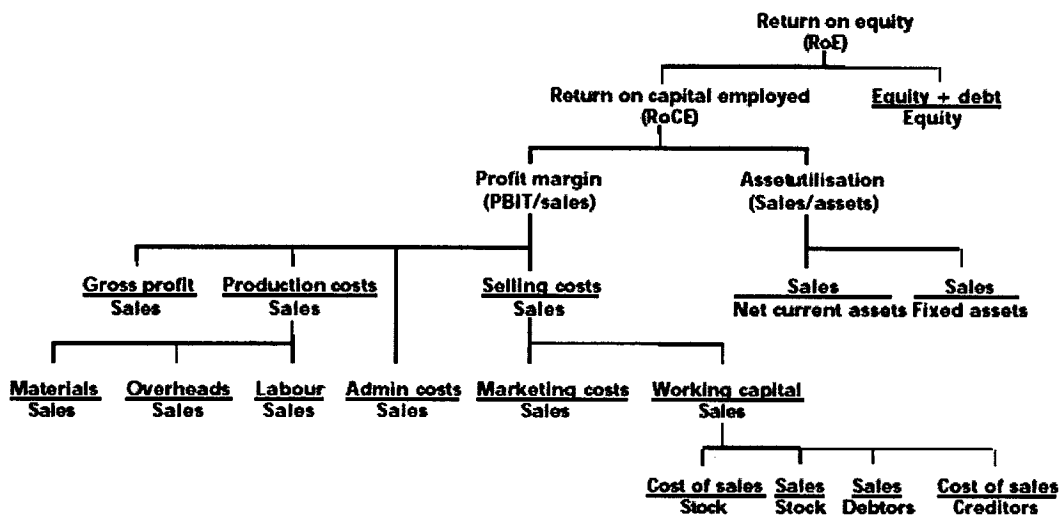 Return on equity
(RoE)
Return on capital employed
(RoCE)
Equity + debt
Equity
Profit margin
(PBIT/sales)
Assetutilisation
(Sales/assets)
Gross profit
Sales
Production costs
Sales
Selling costs
Sales
Sales
Net current assets
Sales
Fixed assets
Materials
Sales
Overheads
Sales
Labour
Sales
Admin costs
Sales
Marketing costs
Sales
Working capital
Sales
Cost of sales
Stock
Sales
Stock
Sales
Debtors
Cost of sales
Creditors